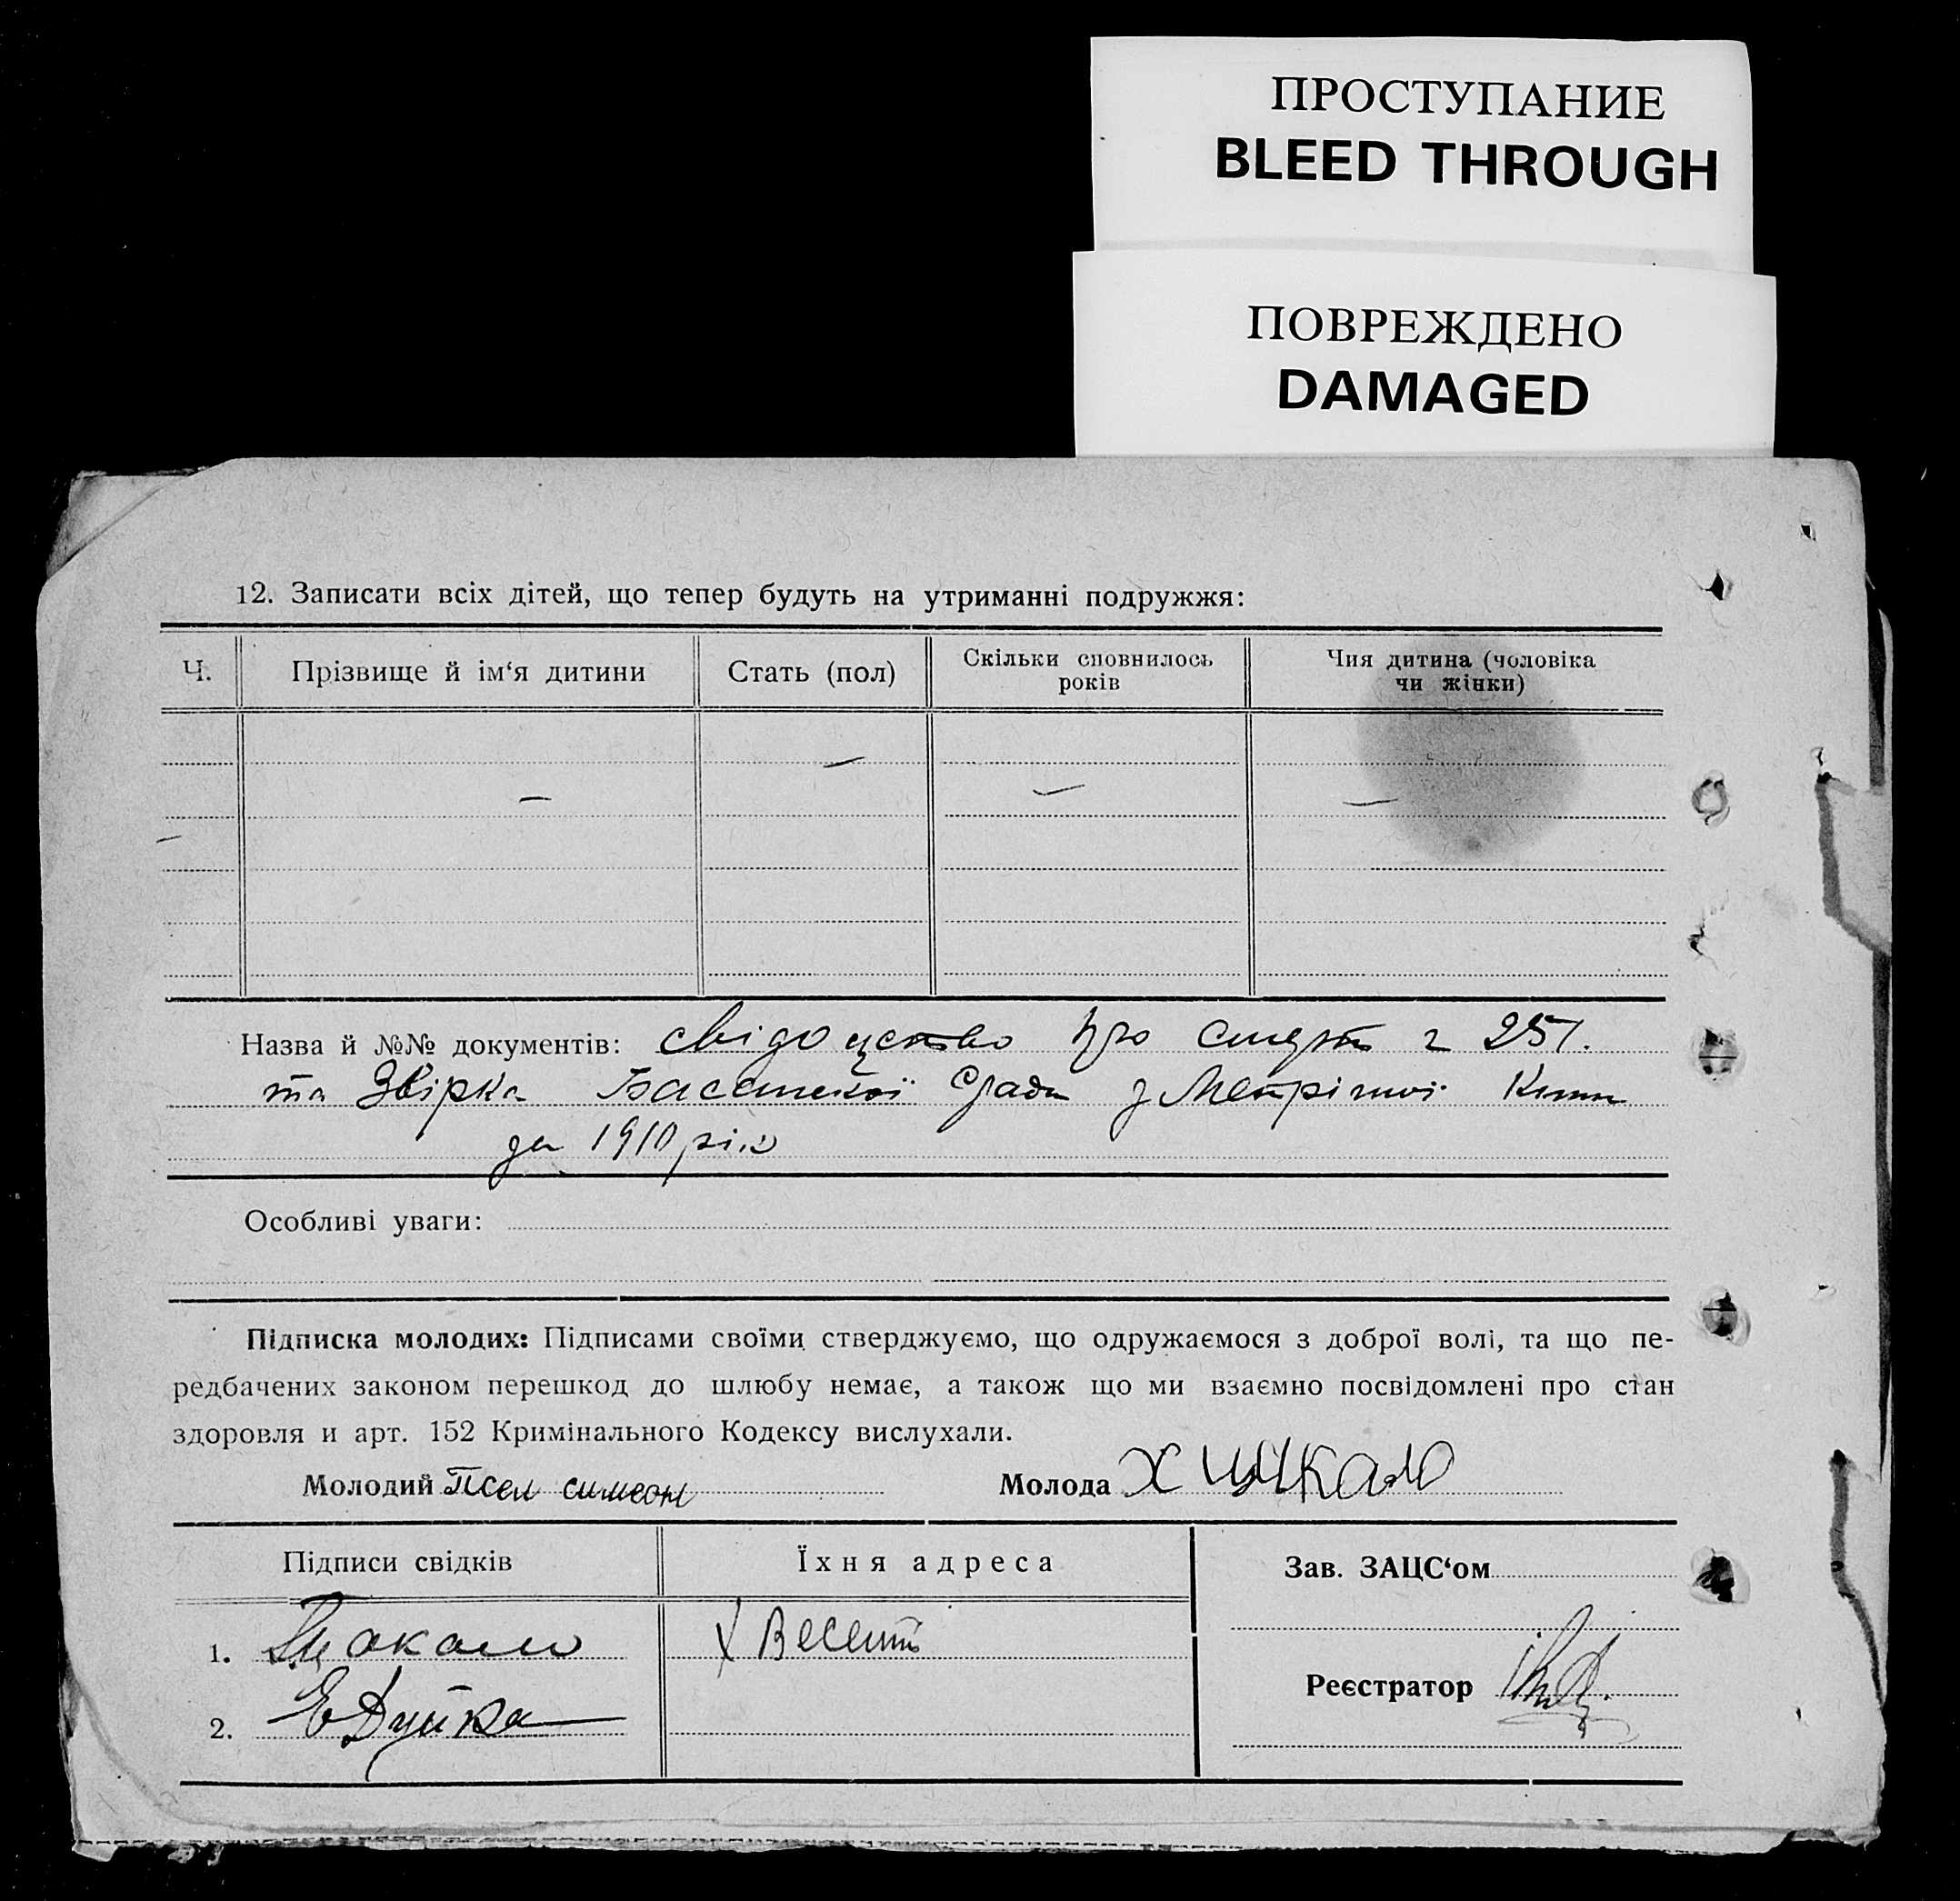 ПРОСТУПАНИЕ
BLEED THROUGH
ПОВРЕЖДЕНО
DAMAGED
12. Записати всіх дітей, що тепер будуть на утриманні подружжя:
Ч. Прізвище й ім‘я дитини Стать (пол) Скільки сповнилось років Чия дитина (чоловіка чи жінки)
Назва й №№ документів: свідоцство про смерть
та Звірка Ради з Метрічної Книги
за 1910 рік
Особливі уваги:
Підписка молодих: Підписами своїми стверджуємо, що одружаємося з доброї волі, та що пе-
редбачених законом перешкод до шлюбу немає, а також що ми взаємно посвідомлені про стан
здоровля и арт. 152 Кримінального Кодексу вислухали.
Молодий Псел симеон Молода
Підписи свідків Їхня адреса Зав. ЗАЦС‘ом
1.
Реєстратор
2.